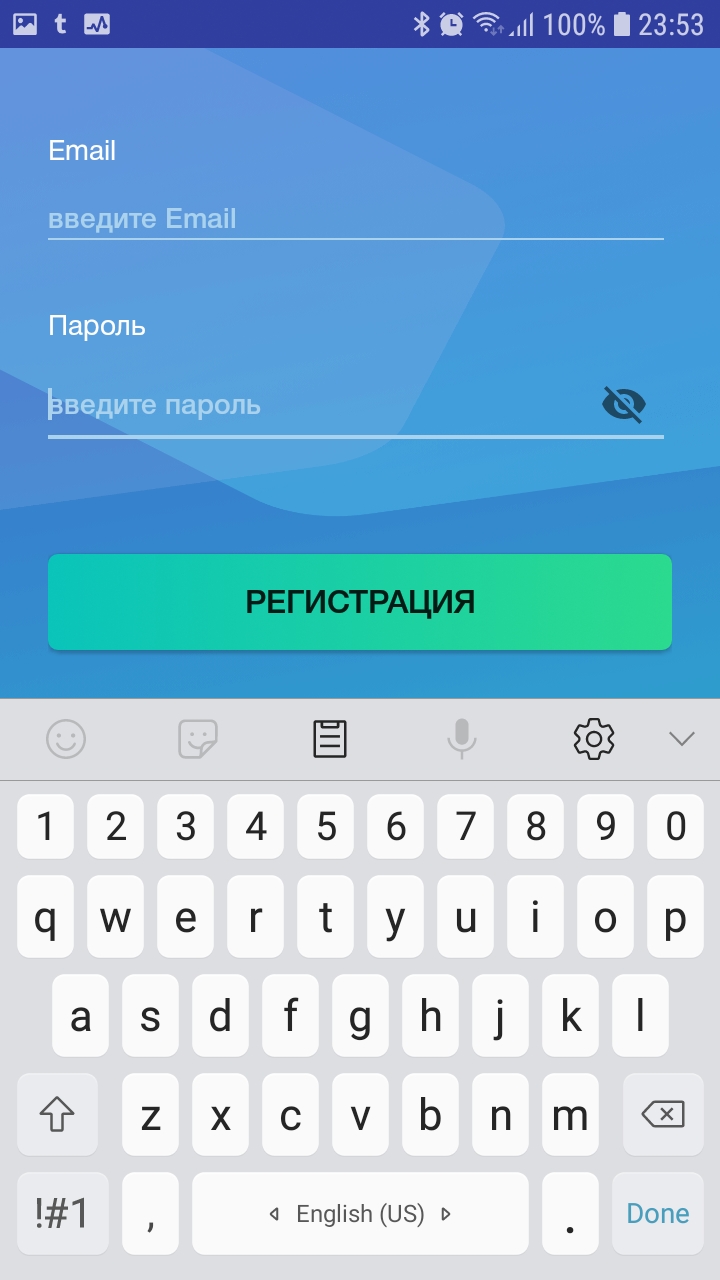 t 100% 23:53
Email
введите Email
Пароль
введите пароль
РЕГИСТРАЦИЯ
1 2 3 4 5 6 7 8 9 0
q w e r t y u i o p
a s d f g h j k l
z x c v b n m
!#1 , English (US) . Done